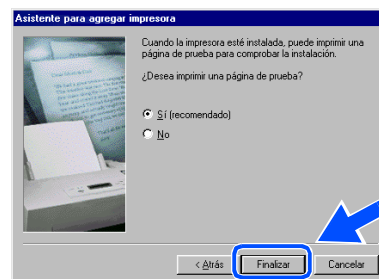 Asistente para agregar impresora
Cuando la impresora esté instalada, puede imprimir una
página de prueba para comprobar la instalación.
¿Desea imprimir una página de prueba?
Sí (recomendado)
No
< Atrás
Finalizar
Cancelar